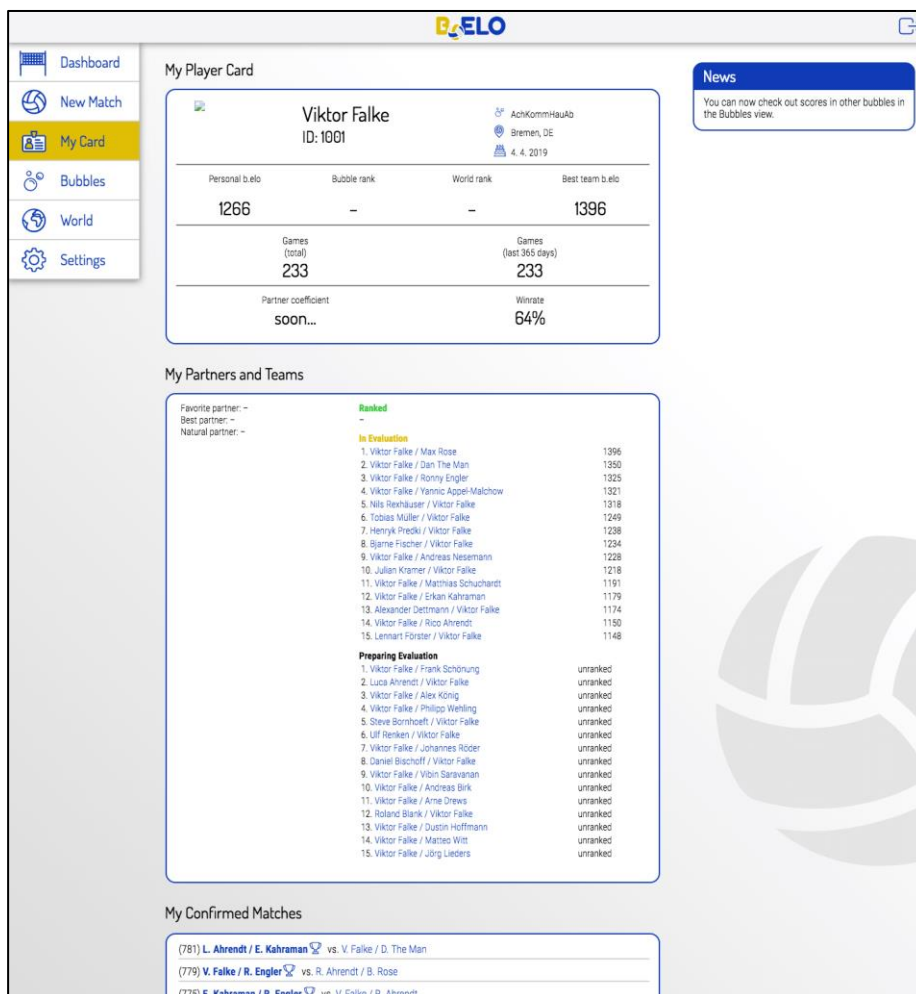 B.ELO
Dashboard
New Match
My Card
Bubbles
World
Settings
My Player Card
Viktor Falke
ID: 1001
AchKommHauAb
Bremen, DE
4. 4. 2019
Personal b.elo Bubble rank World rank Best team b.elo
1266 – – 1396
Games Games
(total) (last 365 days)
233 233
Partner coefficient Winrate
soon... 64%
News
You can now check out scores in other bubbles in
the Bubbles view.
My Partners and Teams
Favorite partner: –
Best partner: –
Natural partner: –
Ranked
–
In Evaluation
1. Viktor Falke / Max Rose 1396
2. Viktor Falke / Dan The Man 1350
3. Viktor Falke / Ronny Engler 1325
4. Viktor Falke / Yannic Appel-Malchow 1321
5. Nils Rexhäuser / Viktor Falke 1318
6. Tobias Müller / Viktor Falke 1249
7. Henryk Predki / Viktor Falke 1238
8. Bjarne Fischer / Viktor Falke 1234
9. Viktor Falke / Andreas Nesemann 1228
10. Julian Kramer / Viktor Falke 1218
11. Viktor Falke / Matthias Schuchardt 1191
12. Viktor Falke / Erkan Kahraman 1179
13. Alexander Dettmann / Viktor Falke 1174
14. Viktor Falke / Rico Ahrendt 1150
15. Lennart Förster / Viktor Falke 1148
Preparing Evaluation
1. Viktor Falke / Frank Schönung unranked
2. Luca Ahrendt / Viktor Falke unranked
3. Viktor Falke / Alex König unranked
4. Viktor Falke / Philipp Wehling unranked
5. Steve Bornhoeft / Viktor Falke unranked
6. Ulf Renken / Viktor Falke unranked
7. Viktor Falke / Johannes Röder unranked
8. Daniel Bischoff / Viktor Falke unranked
9. Viktor Falke / Vibin Saravanan unranked
10. Viktor Falke / Andreas Birk unranked
11. Viktor Falke / Arne Drews unranked
12. Roland Blank / Viktor Falke unranked
13. Viktor Falke / Dustin Hoffmann unranked
14. Viktor Falke / Matteo Witt unranked
15. Viktor Falke / Jörg Lieders unranked
My Confirmed Matches
(781) L. Ahrendt / E. Kahraman vs. V. Falke / D. The Man
(779) V. Falke / R. Engler vs. R. Ahrendt / B. Rose
(775) E. Kahraman / R. Engler vs. V. Falke / R. Ahrendt